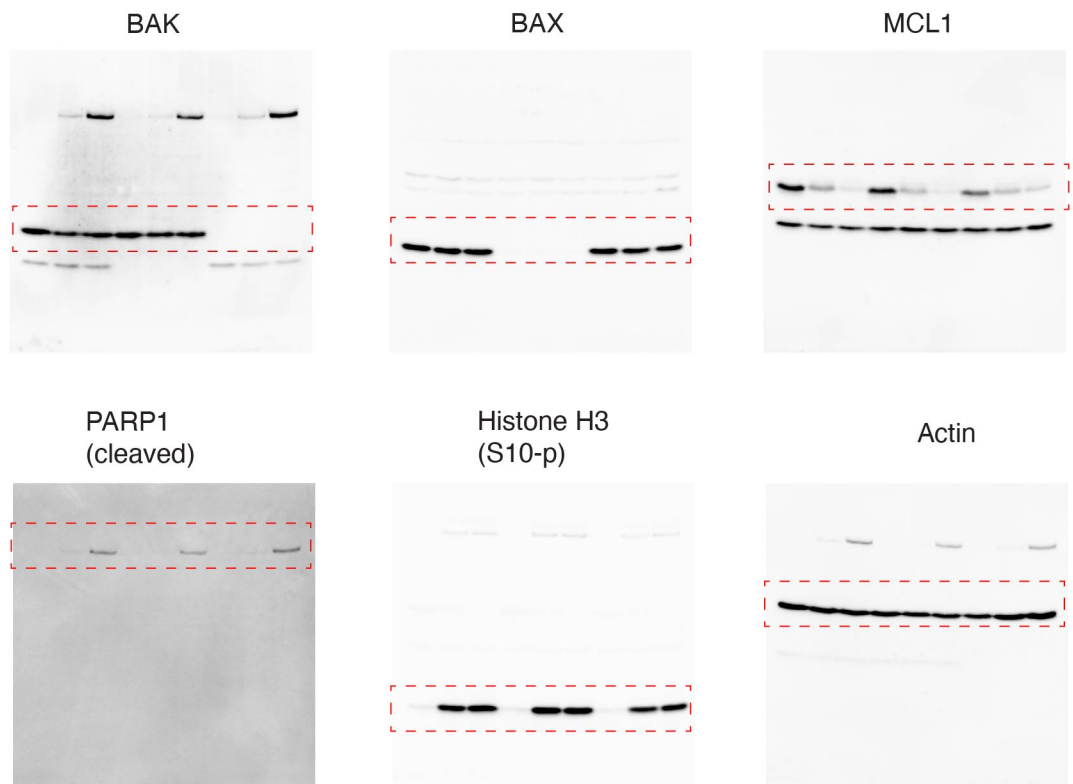 BAK
BAX
MCL1
PARP1
(cleaved)
Histone H3
(S10-p)
Actin